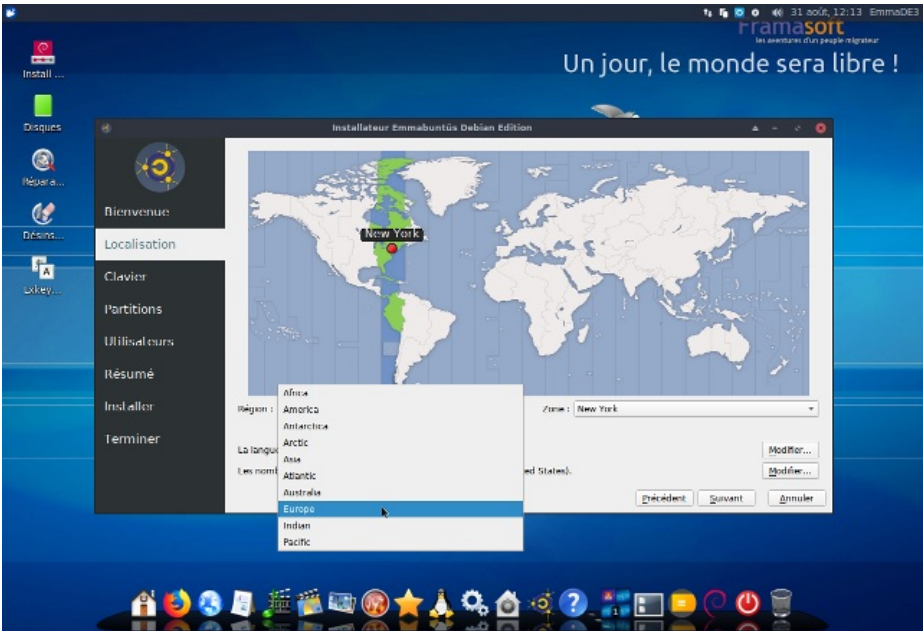 31 août, 12:13 EmmaDE3
Framasoft
les aventures d'un peuple migrateur
Un jour, le monde sera libre !
Install ...
Disques
Répara...
Désins...
Lxkey...
Installateur Emmabuntüs Debian Edition
Bienvenue
Localisation
Clavier
Partitions
Utilisateurs
Résumé
Installer
Terminer
New York
Région :
Africa
America
Antarctica
Arctic
Asia
Atlantic
Australia
Europe
Indian
Pacific
Zone : New York
La langue
Modifier...
Les nomb
ed States).
Modifier...
Précédent
Suivant
Annuler
A
1